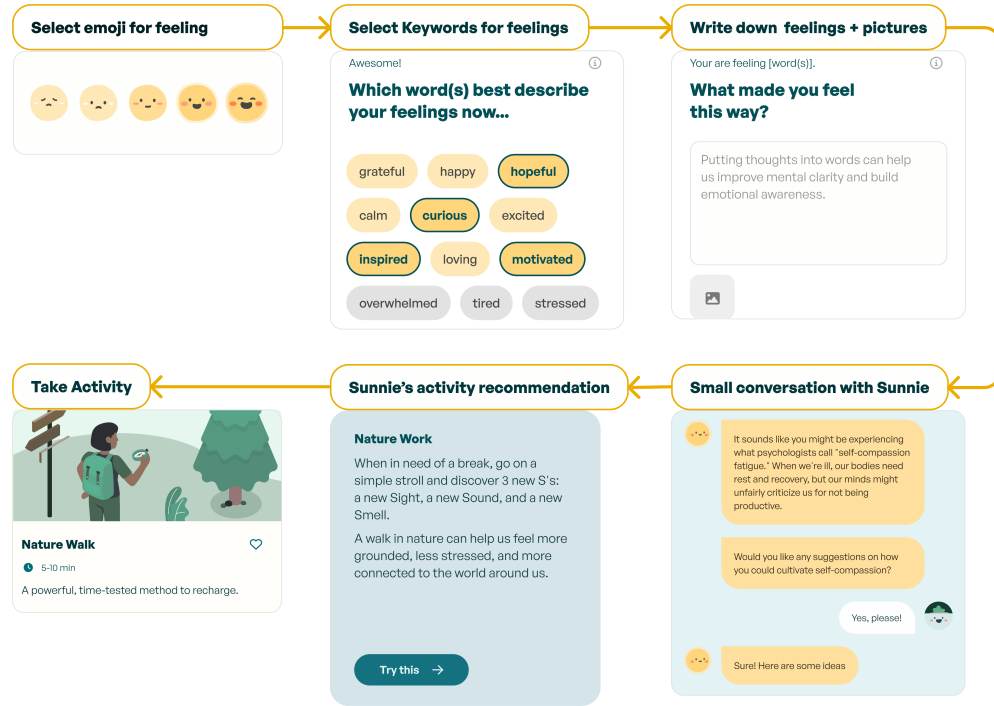 Select emoji for feeling
Select Keywords for feelings
Write down feelings + pictures
Awesome!
Which word(s) best describe
your feelings now...
grateful
happy
hopeful
calm
curious
excited
inspired
loving
motivated
overwhelmed
tired
stressed
Your are feeling [word(s)].
What made you feel
this way?
Putting thoughts into words can help
us improve mental clarity and build
emotional awareness.
Take Activity
Sunnie's activity recommendation
Small conversation with Sunnie
Nature Walk
5-10 min
A powerful, time-tested method to recharge.
Nature Work
When in need of a break, go on a
simple stroll and discover 3 new S's:
a new Sight, a new Sound, and a new
Smell.
A walk in nature can help us feel more
grounded, less stressed, and more
connected to the world around us.
Try this
It sounds like you might be experiencing
what psychologists call "self-compassion
fatigue." When we're ill, our bodies need
rest and recovery, but our minds might
unfairly criticize us for not being
productive.
Would you like any suggestions on how
you could cultivate self-compassion?
Yes, please!
Sure! Here are some ideas